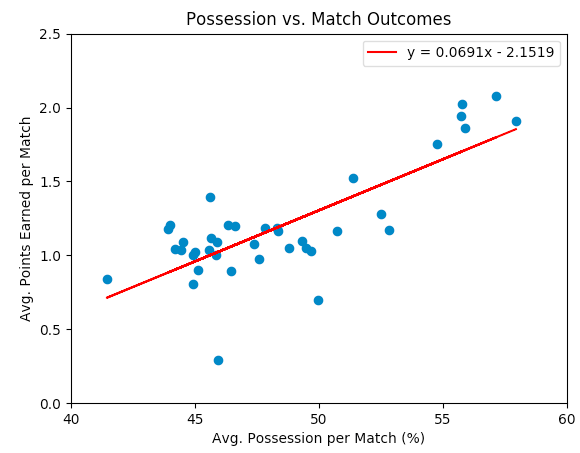 Possession vs. Match Outcomes
y = 0.0691x - 2.1519
2.5
2.0
1.5
1.0
0.5
0.0
Avg. Points Earned per Match
40
45
50
55
60
Avg. Possession per Match (%)